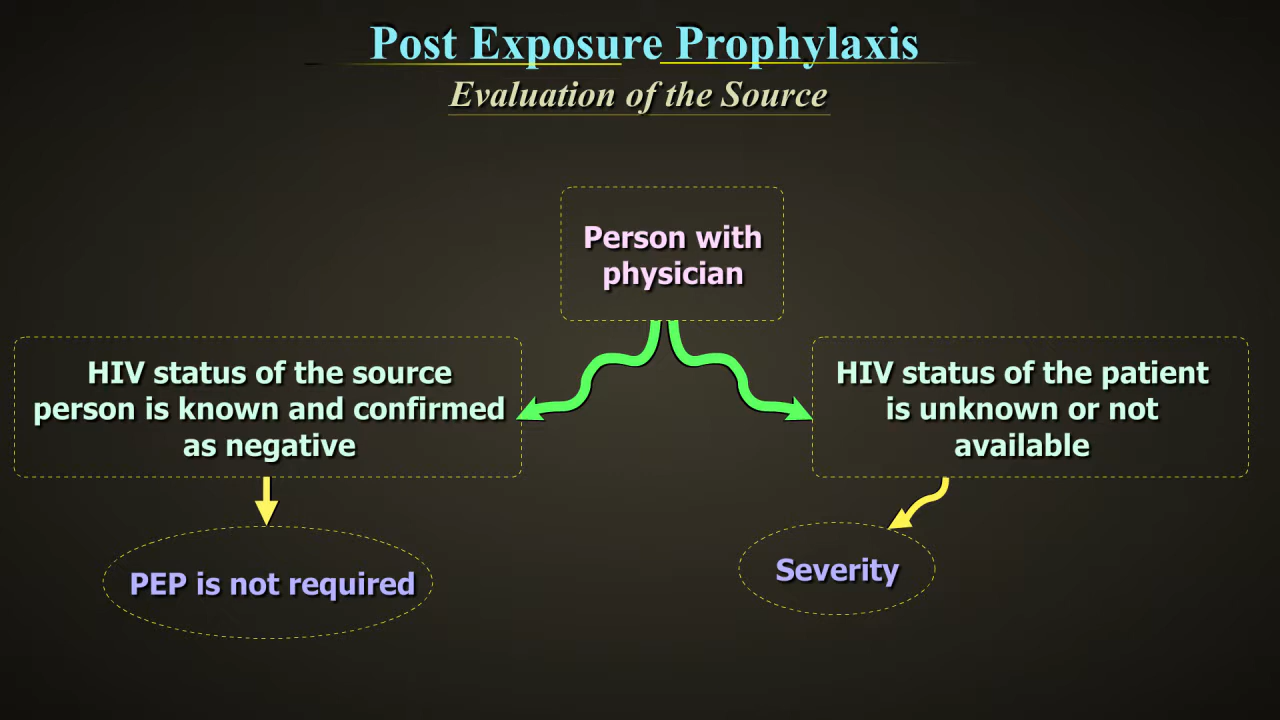 Post Exposure Prophylaxis
Evaluation of the Source
Person with
physician
HIV status of the source
person is known and confirmed
as negative
HIV status of the patient
is unknown or not
available
PEP is not required
Severity